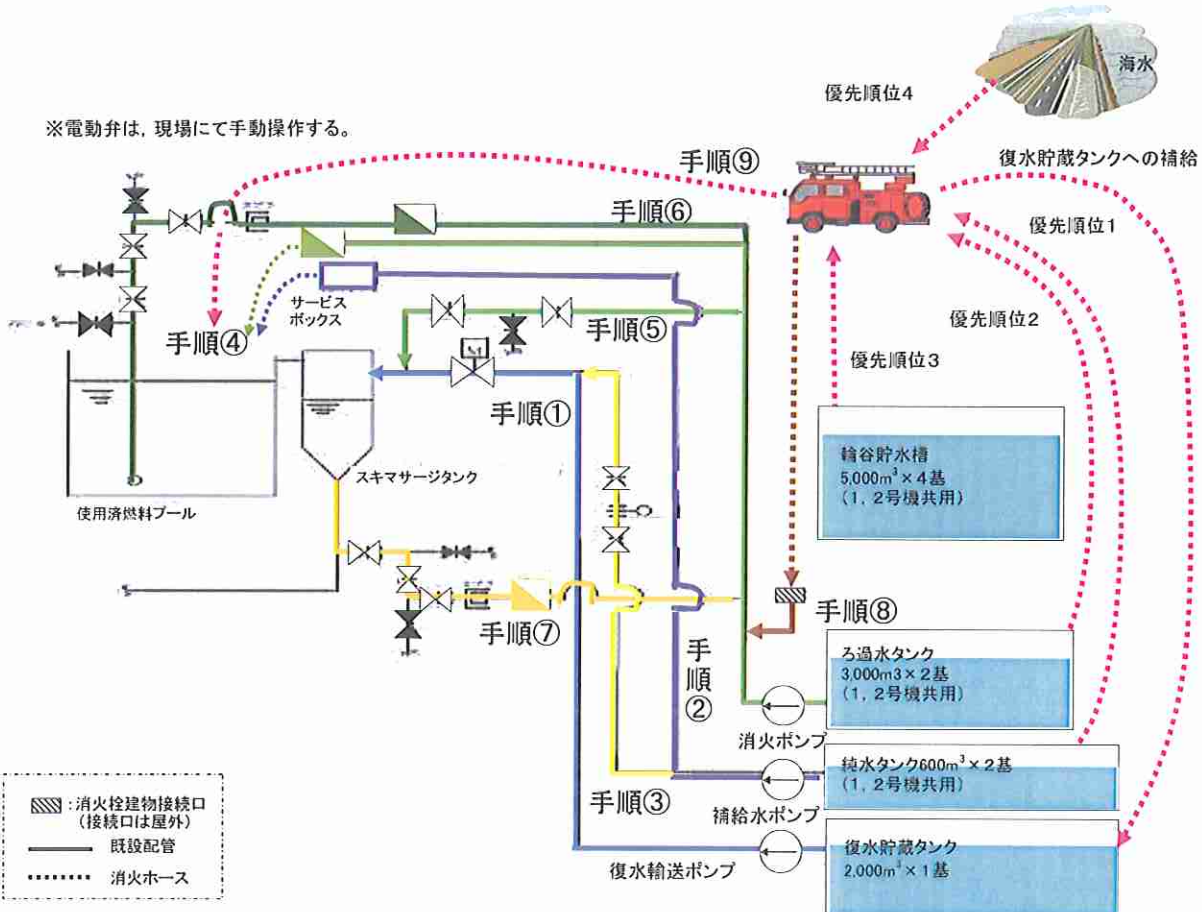 海水
優先順位4
※電動弁は，現場にて手動操作する。
手順⑨
復水貯蔵タンクへの補給
手順⑥
優先順位1
サービス
ボックス
優先順位2
手順⑤
手順④
優先順位3
手順①
輪谷貯水槽
5,000m³×4基
(1，2号機共用)
スキマサージタンク
使用済燃料プール
手順⑧
手順⑦
手順②
ろ過水タンク
3,000m3×2基
(1，2号機共用)
消火ポンプ
純水タンク600m³×2基
(1，2号機共用)
手順③
補給水ポンプ
:消火栓建物接続口
(接続口は屋外)
既設配管
消火ホース
復水輸送ポンプ
復水貯蔵タンク
2,000m³×1基